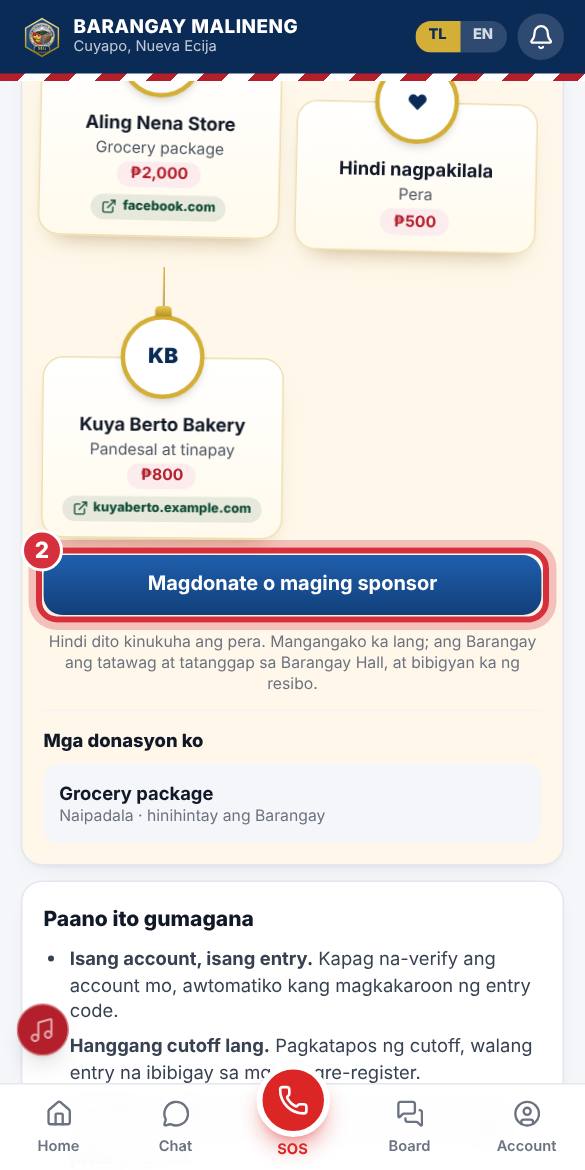 BARANGAY MALINENG
Cuyapo, Nueva Ecija
TL
EN
Aling Nena Store
Grocery package
₱2,000
facebook.com
Hindi nagpakilala
Pera
₱500
KB
Kuya Berto Bakery
Pandesal at tinapay
₱800
kuyaberto.example.com
2
Magdonate o maging sponsor
Hindi dito kinukuha ang pera. Mangangako ka lang; ang Barangay
ang tatawag at tatanggap sa Barangay Hall, at bibigyan ka ng
resibo.
Mga donasyon ko
Grocery package
Naipadala · hinihintay ang Barangay
Paano ito gumagana
• Isang account, isang entry. Kapag na-verify ang
account mo, awtomatiko kang magkakaroon ng entry
code.
Hanggang cutoff lang. Pagkatapos ng cutoff, walang
entry na ibibigay sa gre-register.
Home
Chat
SOS
Board
Account